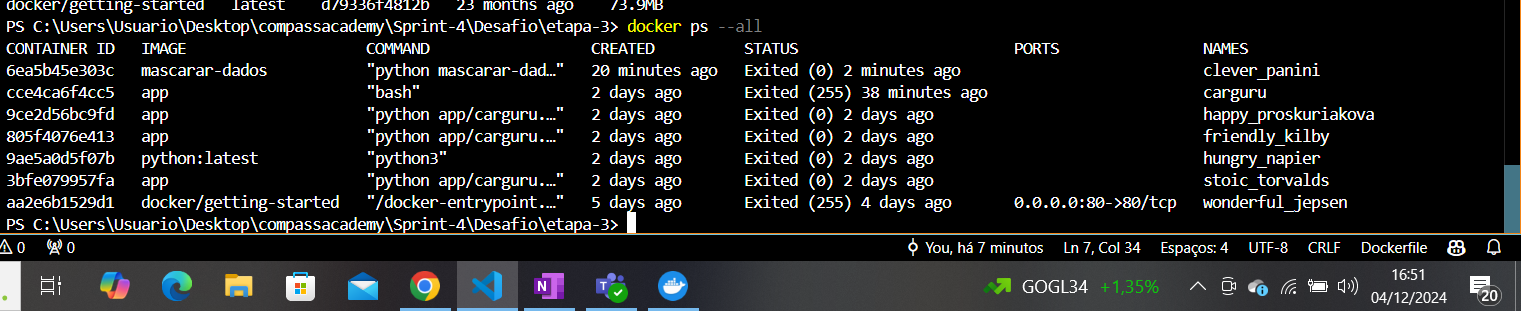 docker/getting-started   latest    d79336f4812b   23 months ago    73.9MB
PS C:\Users\Usuario\Desktop\compassacademy\Sprint-4\Desafio\etapa-3> docker ps --all
CONTAINER ID   IMAGE                    COMMAND                  CREATED          STATUS                        PORTS                NAMES
6ea5b45e303c   mascarar-dados           "python mascarar-dad…"   20 minutes ago   Exited (0) 2 minutes ago                           clever_panini
cce4ca6f4cc5   app                      "bash"                   2 days ago       Exited (255) 38 minutes ago                        carguru
9ce2d56bc9fd   app                      "python app/carguru.…"   2 days ago       Exited (0) 2 days ago                              happy_proskuriakova
805f4076e413   app                      "python app/carguru.…"   2 days ago       Exited (0) 2 days ago                              friendly_kilby
9ae5a0d5f07b   python:latest            "python3"                2 days ago       Exited (0) 2 days ago                              hungry_napier
3bfe079957fa   app                      "python app/carguru.…"   2 days ago       Exited (0) 2 days ago                              stoic_torvalds
aa2e6b1529d1   docker/getting-started   "/docker-entrypoint.…"   5 days ago       Exited (255) 4 days ago       0.0.0.0:80->80/tcp   wonderful_jepsen
PS C:\Users\Usuario\Desktop\compassacademy\Sprint-4\Desafio\etapa-3>
0 0 You, há 7 minutos Ln 7, Col 34 Espaços: 4 UTF-8 CRLF Dockerfile
GOGL34 +1,35% 16:51
04/12/2024 20